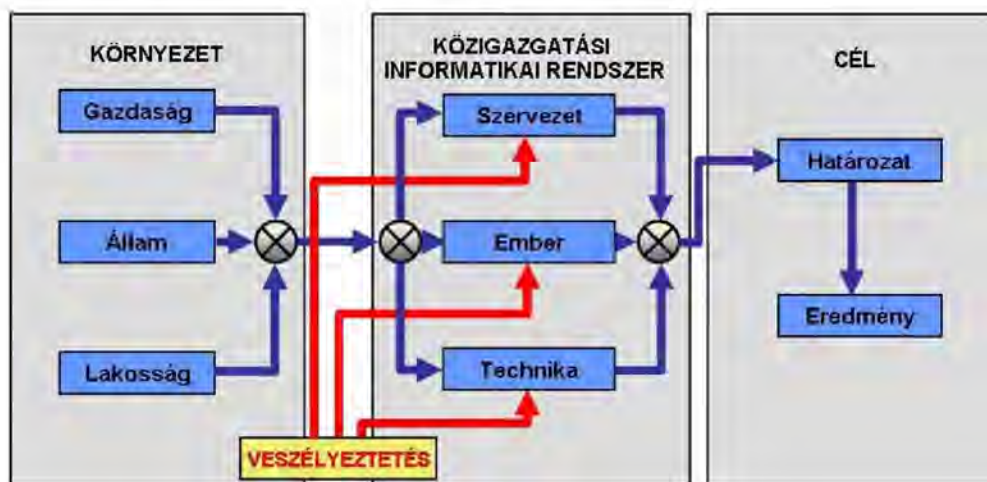 KÖRNYEZET
Gazdaság
Állam
Lakosság
KÖZIGAZGATÁSI
INFORMATIKAI RENDSZER
Szervezet
Ember
Technika
CÉL
Határozat
Eredmény
VESZÉLYEZTETÉS